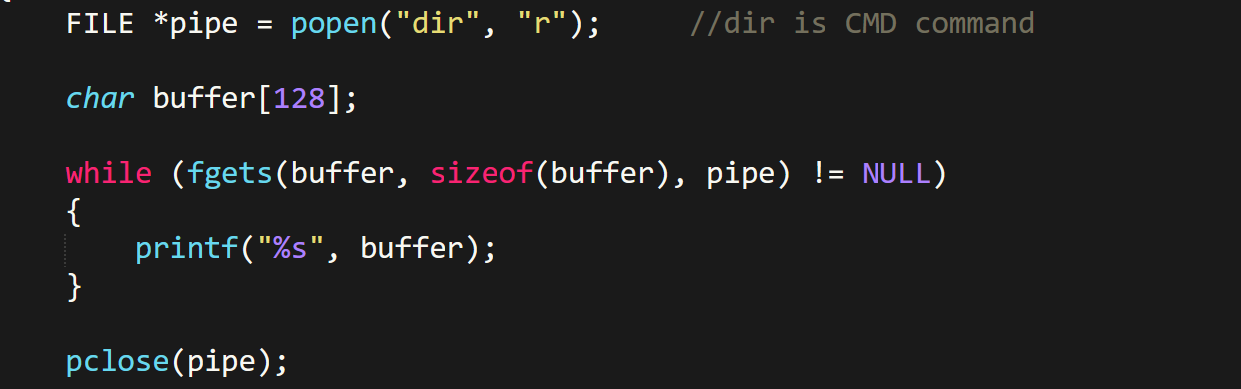 FILE *pipe = popen("dir", "r");     //dir is CMD command
char buffer[128];
while (fgets(buffer, sizeof(buffer), pipe) != NULL)
{
    printf("%s", buffer);
}
pclose(pipe);